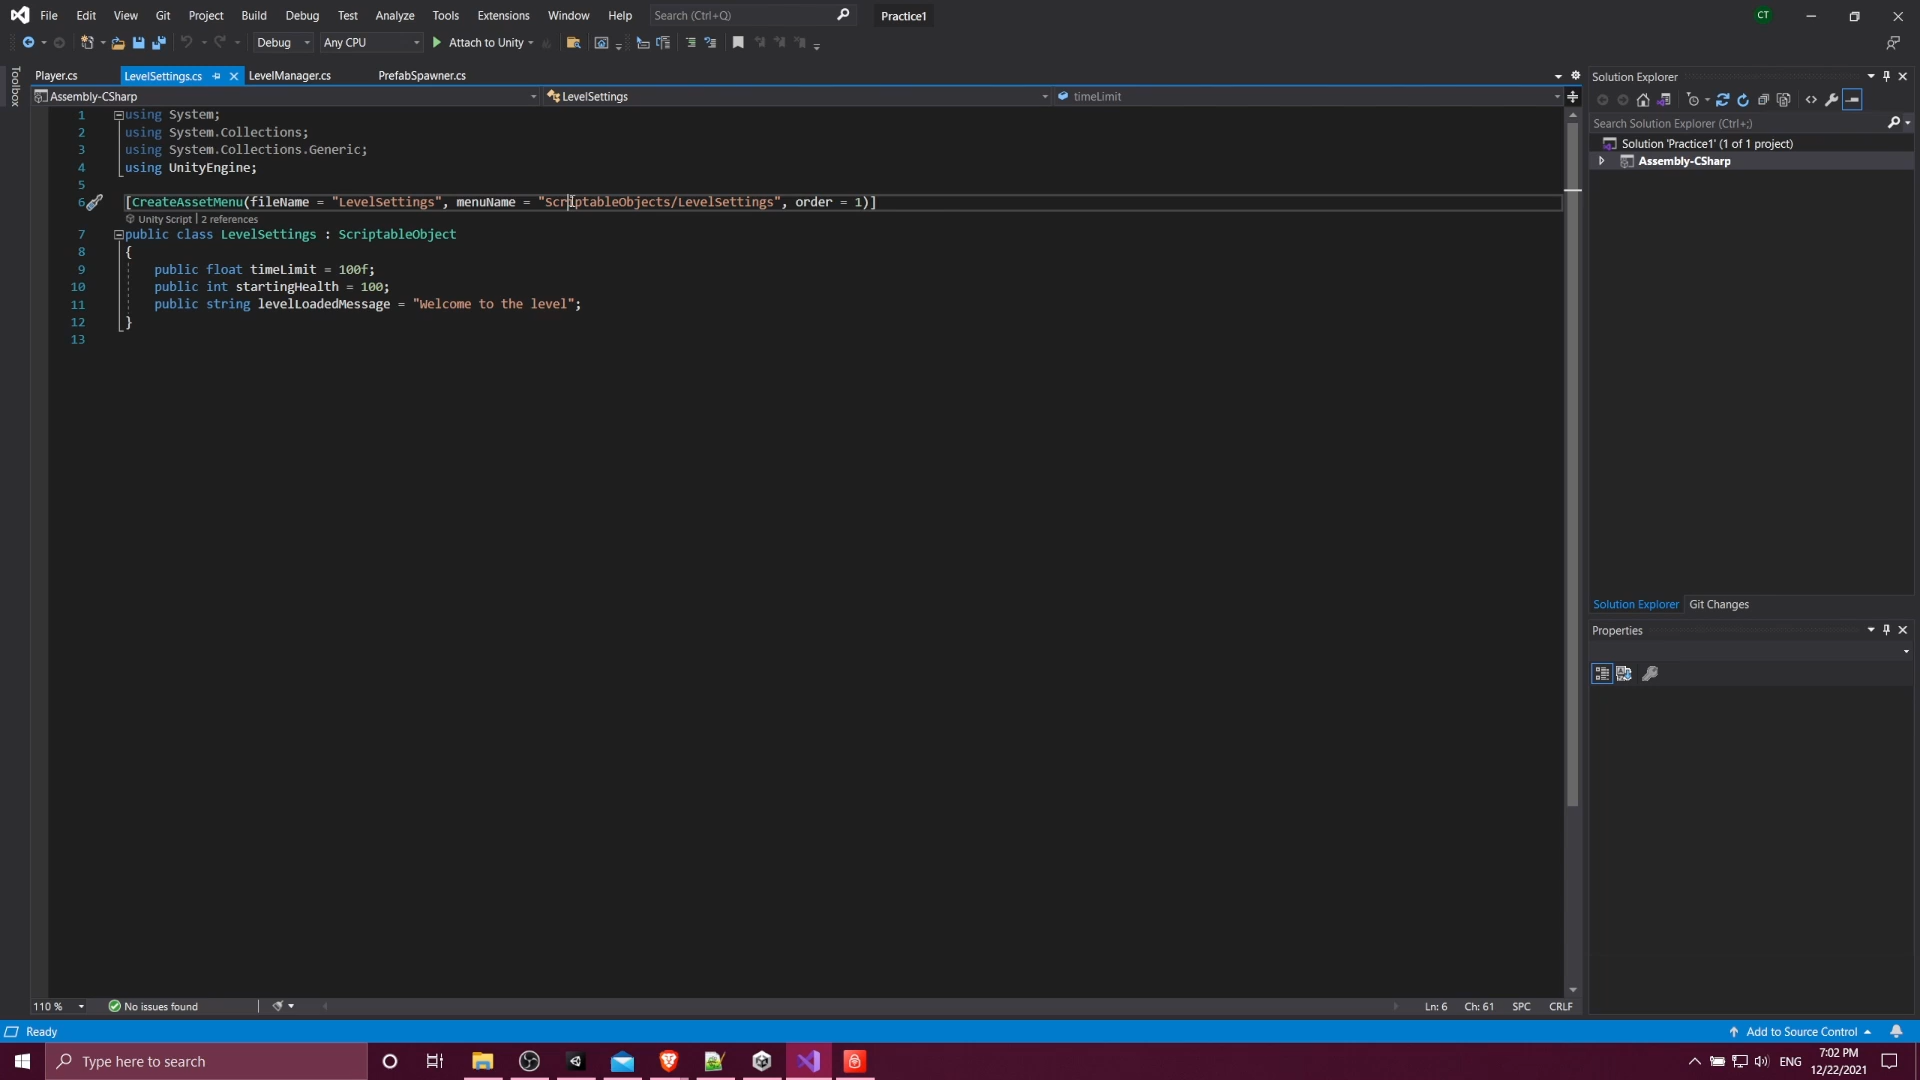 File Edit View Git Project Build Debug Test Analyze Tools Extensions Window Help Search (Ctrl+Q) Practice1 CT
Debug Any CPU Attach to Unity
Toolbox
Player.cs LevelSettings.cs LevelManager.cs PrefabSpawner.cs
Assembly-CSharp LevelSettings timeLimit
1 using System;
2 using System.Collections;
3 using System.Collections.Generic;
4 using UnityEngine;
5
6 [CreateAssetMenu(fileName = "LevelSettings", menuName = "ScriptableObjects/LevelSettings", order = 1)]
Unity Script | 2 references
7 public class LevelSettings : ScriptableObject
8 {
9 public float timeLimit = 100f;
10 public int startingHealth = 100;
11 public string levelLoadedMessage = "Welcome to the level";
12 }
13
Solution Explorer
Search Solution Explorer (Ctrl+;)
Solution 'Practice1' (1 of 1 project)
Assembly-CSharp
Solution Explorer Git Changes
Properties
110 % No issues found Ln: 6 Ch: 61 SPC CRLF
Ready Add to Source Control
Type here to search ENG 7:02 PM
12/22/2021